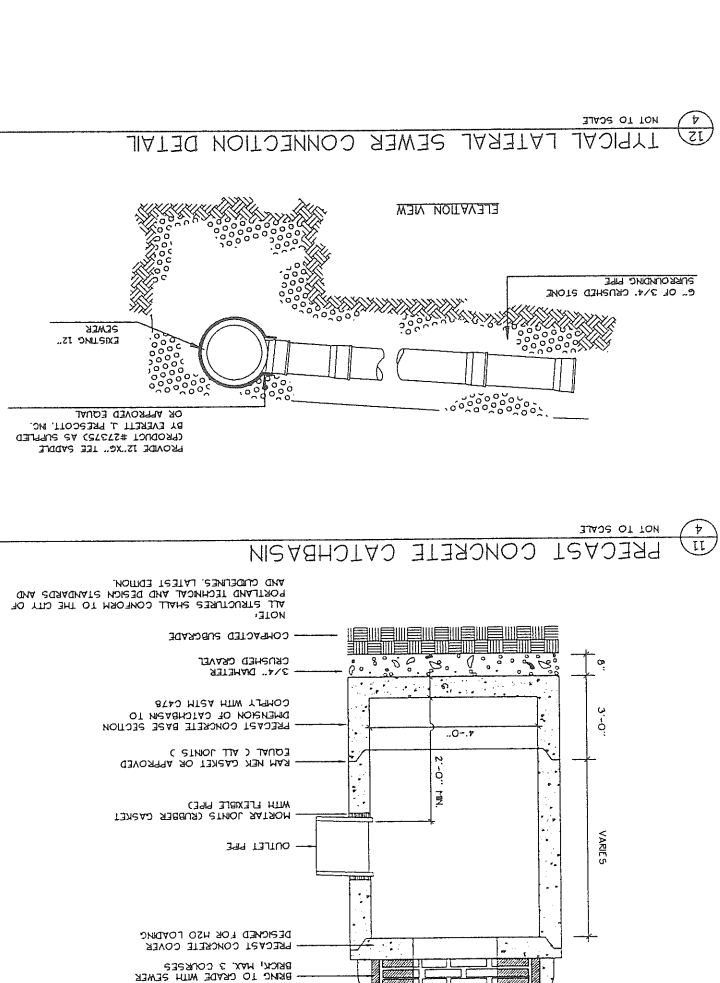 BRING TO GRADE WITH SEWER
BRICK; MAX. 3 COURSES
PRECAST CONCRETE COVER
DESIGNED FOR H20 LOADING
OUTLET PIPE
MORTAR JOINTS (RUBBER GASKET
WITH FLEXIBLE PIPE)
RAM NEK GASKET OR APPROVED
EQUAL ( ALL JOINTS )
PRECAST CONCRETE BASE SECTION
DIMENSION OF CATCHBASIN TO
COMPLY WITH ASTM C478
3/4" DIAMETER
CRUSHED GRAVEL
COMPACTED SUBGRADE
VARIES
3'-0"
8"
4'-0"
2'-0" MIN.
6"
NOTE:
ALL STRUCTURES SHALL CONFORM TO THE CITY OF
PORTLAND TECHNICAL AND DESIGN STANDARDS AND
AND GUIDELINES, LATEST EDITION.
11
4
PRECAST CONCRETE CATCHBASIN
NOT TO SCALE
PROVIDE 12"X6" TEE SADDLE
(PRODUCT #27275) AS SUPPLIED
BY EVERETT J. PRESCOTT, INC.
OR APPROVED EQUAL
EXISTING 12"
SEWER
6" OF 3/4" CRUSHED STONE
SURROUNDING PIPE
ELEVATION VIEW
12
4
TYPICAL LATERAL SEWER CONNECTION DETAIL
NOT TO SCALE